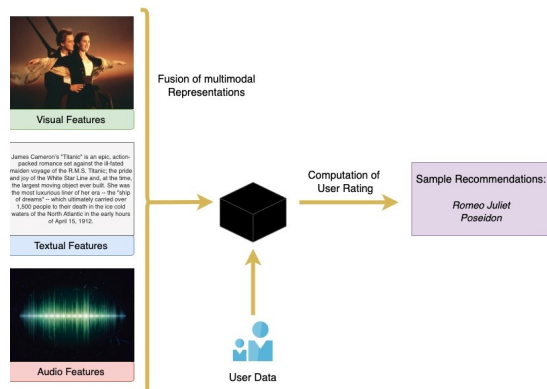 Fusion of multimodal
Representations
Visual Features
James Cameron's "Titanic" is an epic, action-
packed romance set against the ill-fated
maiden voyage of the R.M.S. Titanic; the pride
and joy of the White Star Line and, at the time,
the largest moving object ever built. She was
the most luxurious liner of her era -- the "ship
of dreams" -- which ultimately carried over
1,500 people to their death in the ice cold
waters of the North Atlantic in the early hours
of April 15, 1912.
Textual Features
Audio Features
User Data
Computation of
User Rating
Sample Recommendations:
Romeo Juliet
Poseidon